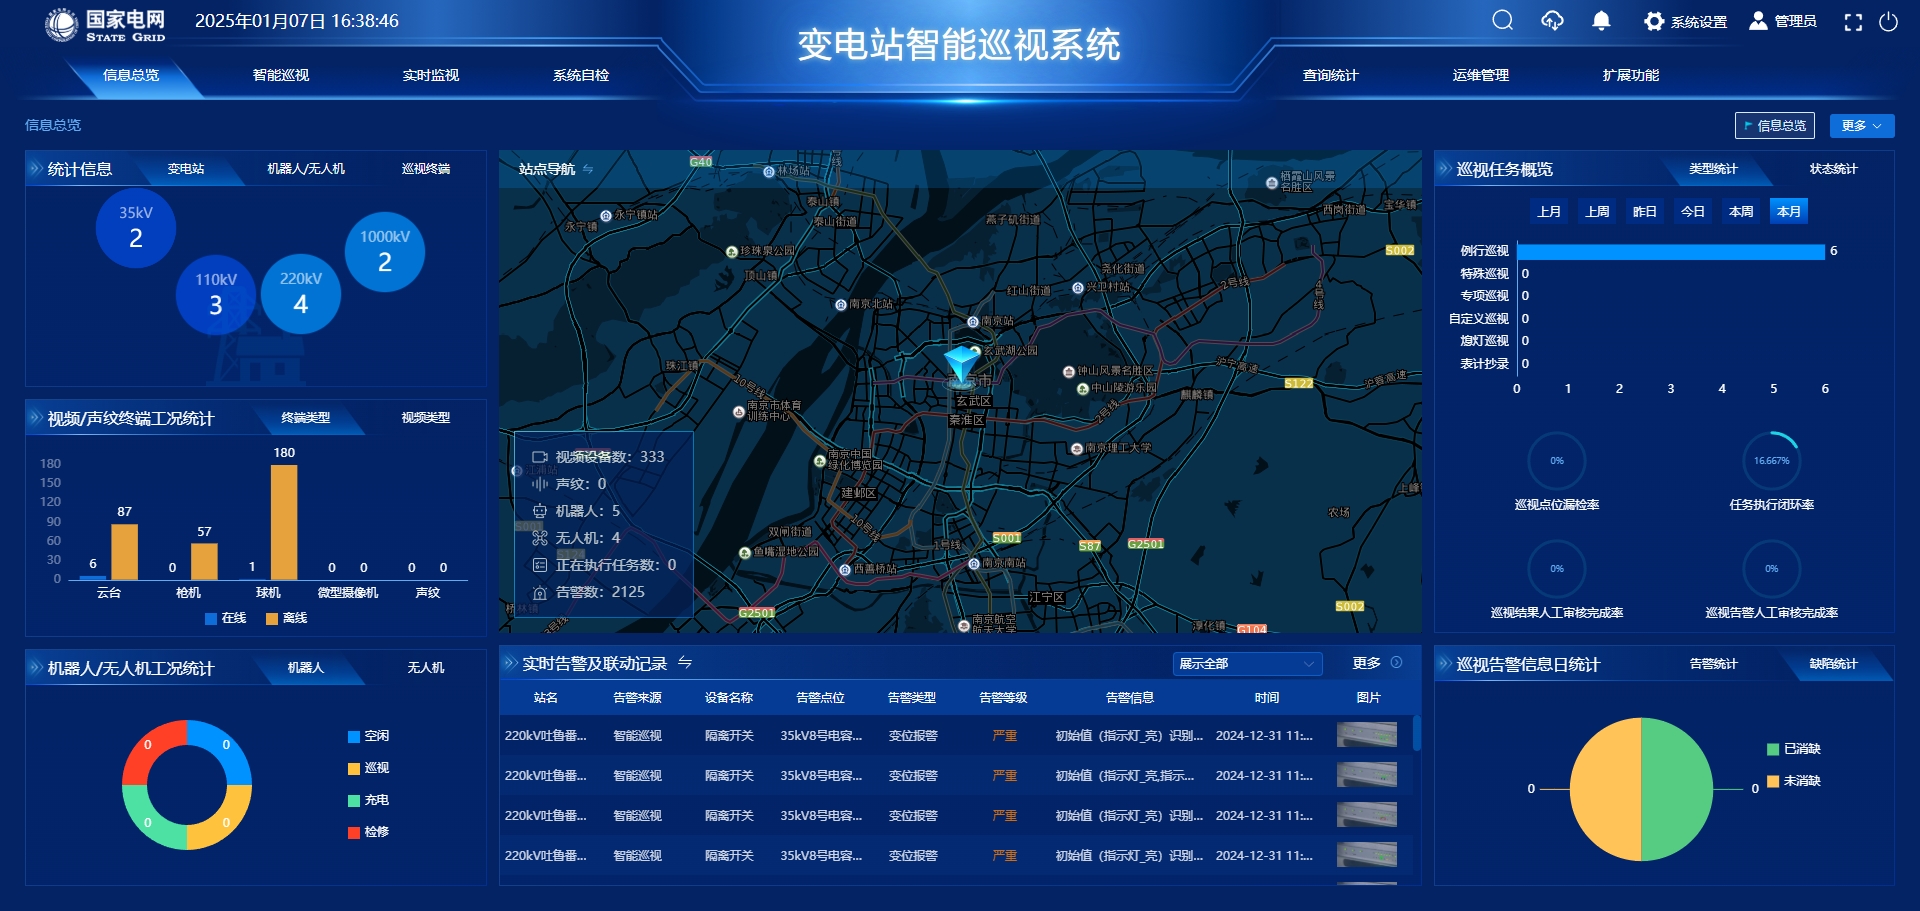 国家电网
STATE GRID
2025年01月07日 16:38:46
变电站智能巡视系统
系统设置
管理员
信息总览
智能巡视
实时监视
系统自检
查询统计
运维管理
扩展功能
信息总览
信息总览
更多
统计信息
变电站
机器人/无人机
巡视终端
35kV
2
110kV
3
220kV
4
1000kV
2
视频/声纹终端工况统计
终端类型
视频类型
180
150
120
90
60
30
0
6
87
0
57
1
180
0
0
0
0
云台
枪机
球机
微型摄像机
声纹
在线
离线
机器人/无人机工况统计
机器人
无人机
0
0
0
0
空闲
巡视
充电
检修
站点导航
G40
林场站
栖霞山风景
名胜区
泰山镇
泰山街道
永宁镇站
永宁镇
燕子矶街道
西岗街道
宝华镇
珍珠泉公园
顶山镇
S002
尧化街道
兴卫村站
2号线
4号线
红山街道
南京北站
南京站
玄武湖公园
珠江镇
10号线
钟山风景名胜区
中山陵游乐园
沪宁高速
S122
沪蓉高速
麒麟镇
玄武区
秦淮区
2号线
南京市体育
训练中心
南京理工大学
南京中国
绿化博览园
建邺区
上峰
农场
10号线
双闸街道
鱼嘴湿地公园
1号线
S001
S87
G2501
西善桥站
南京南站
江宁区
S002
G2501
南京航空
航天大学
淳化镇
G104
视频设备数：333
声纹：0
机器人：5
无人机：4
正在执行任务数：0
告警数：2125
实时告警及联动记录
展示全部
更多
站名 告警来源 设备名称 告警点位 告警类型 告警等级 告警信息 时间 图片
220kV吐鲁番... 智能巡视 隔离开关 35kV8号电容... 变位报警 严重 初始值（指示灯_亮）识别... 2024-12-31 11:...
220kV吐鲁番... 智能巡视 隔离开关 35kV8号电容... 变位报警 严重 初始值（指示灯_亮,指示... 2024-12-31 11:...
220kV吐鲁番... 智能巡视 隔离开关 35kV8号电容... 变位报警 严重 初始值（指示灯_亮）识别... 2024-12-31 11:...
220kV吐鲁番... 智能巡视 隔离开关 35kV8号电容... 变位报警 严重 初始值（指示灯_亮）识别... 2024-12-31 11:...
巡视任务概览
类型统计
状态统计
上月
上周
昨日
今日
本周
本月
例行巡视 6
特殊巡视 0
专项巡视 0
自定义巡视 0
熄灯巡视 0
表计抄录 0
0 1 2 3 4 5 6
0%
巡视点位漏检率
16.667%
任务执行闭环率
0%
巡视结果人工审核完成率
0%
巡视告警人工审核完成率
巡视告警信息日统计
告警统计
缺陷统计
0
0
已消缺
未消缺